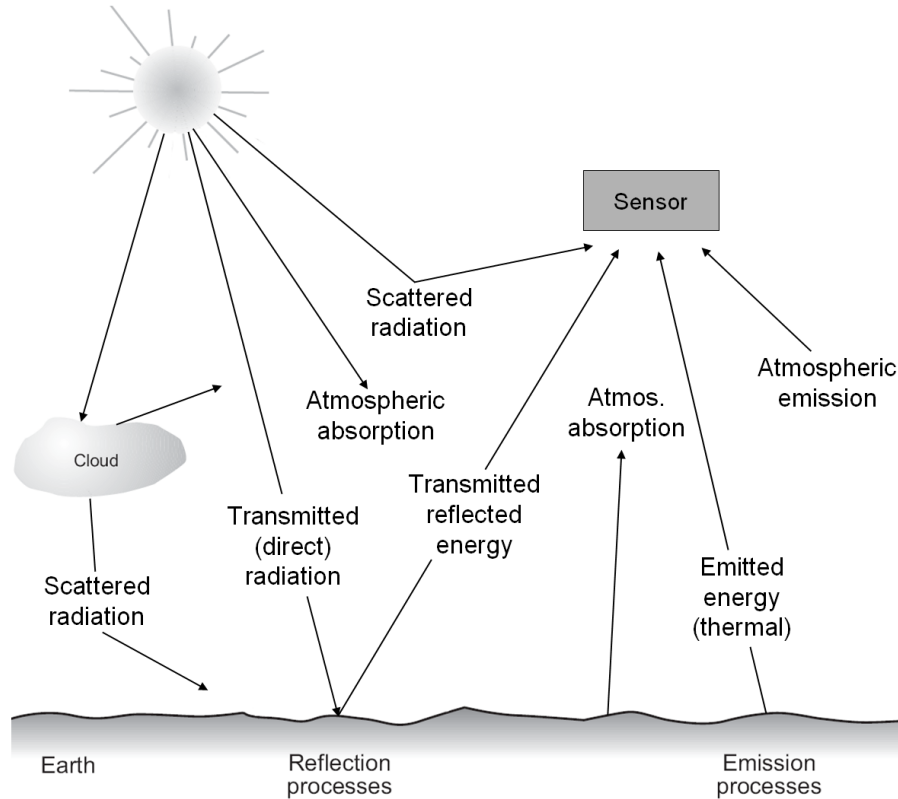 Sensor
Scattered
radiation
Atmospheric
emission
Atmospheric
absorption
Atmos.
absorption
Cloud
Transmitted
reflected
energy
Transmitted
(direct)
radiation
Emitted
energy
(thermal)
Scattered
radiation
Earth
Reflection
processes
Emission
processes